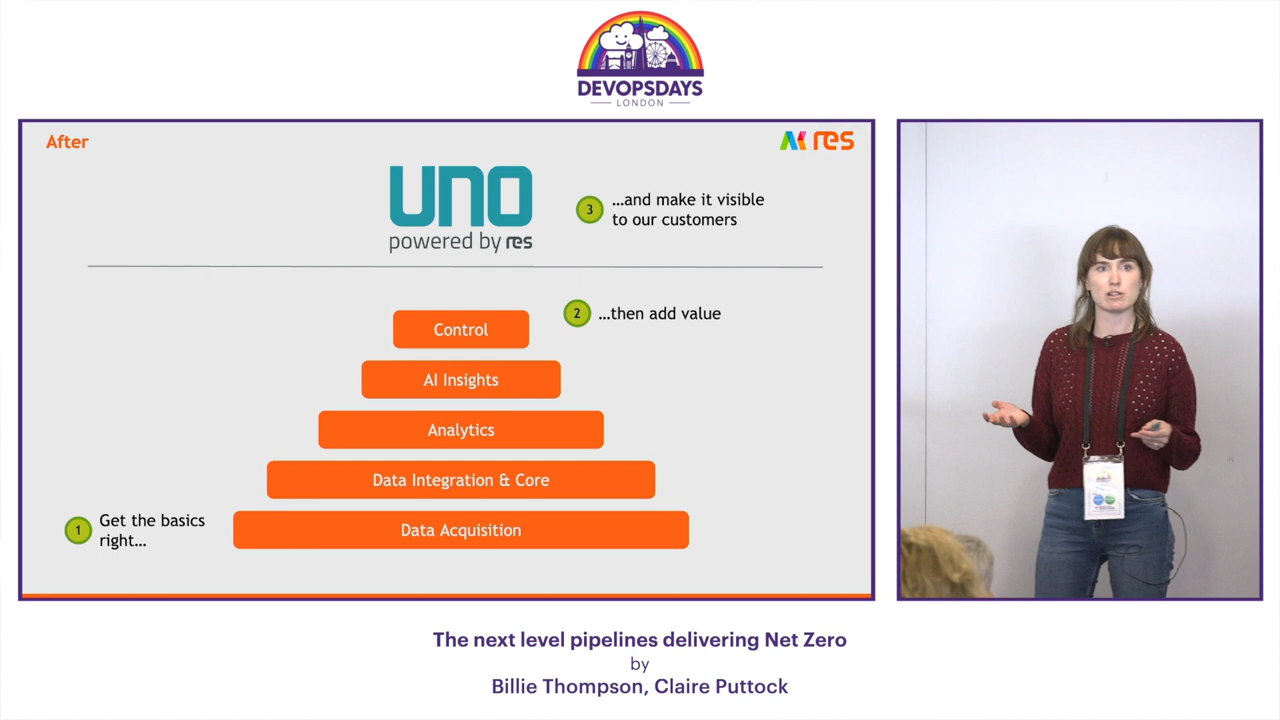 DEVOPSDAYS
LONDON
After
res
uno
powered by res
3
…and make it visible
to our customers
Control
2
…then add value
AI Insights
Analytics
Data Integration & Core
1
Get the basics
right…
Data Acquisition
The next level pipelines delivering Net Zero
by
Billie Thompson, Claire Puttock